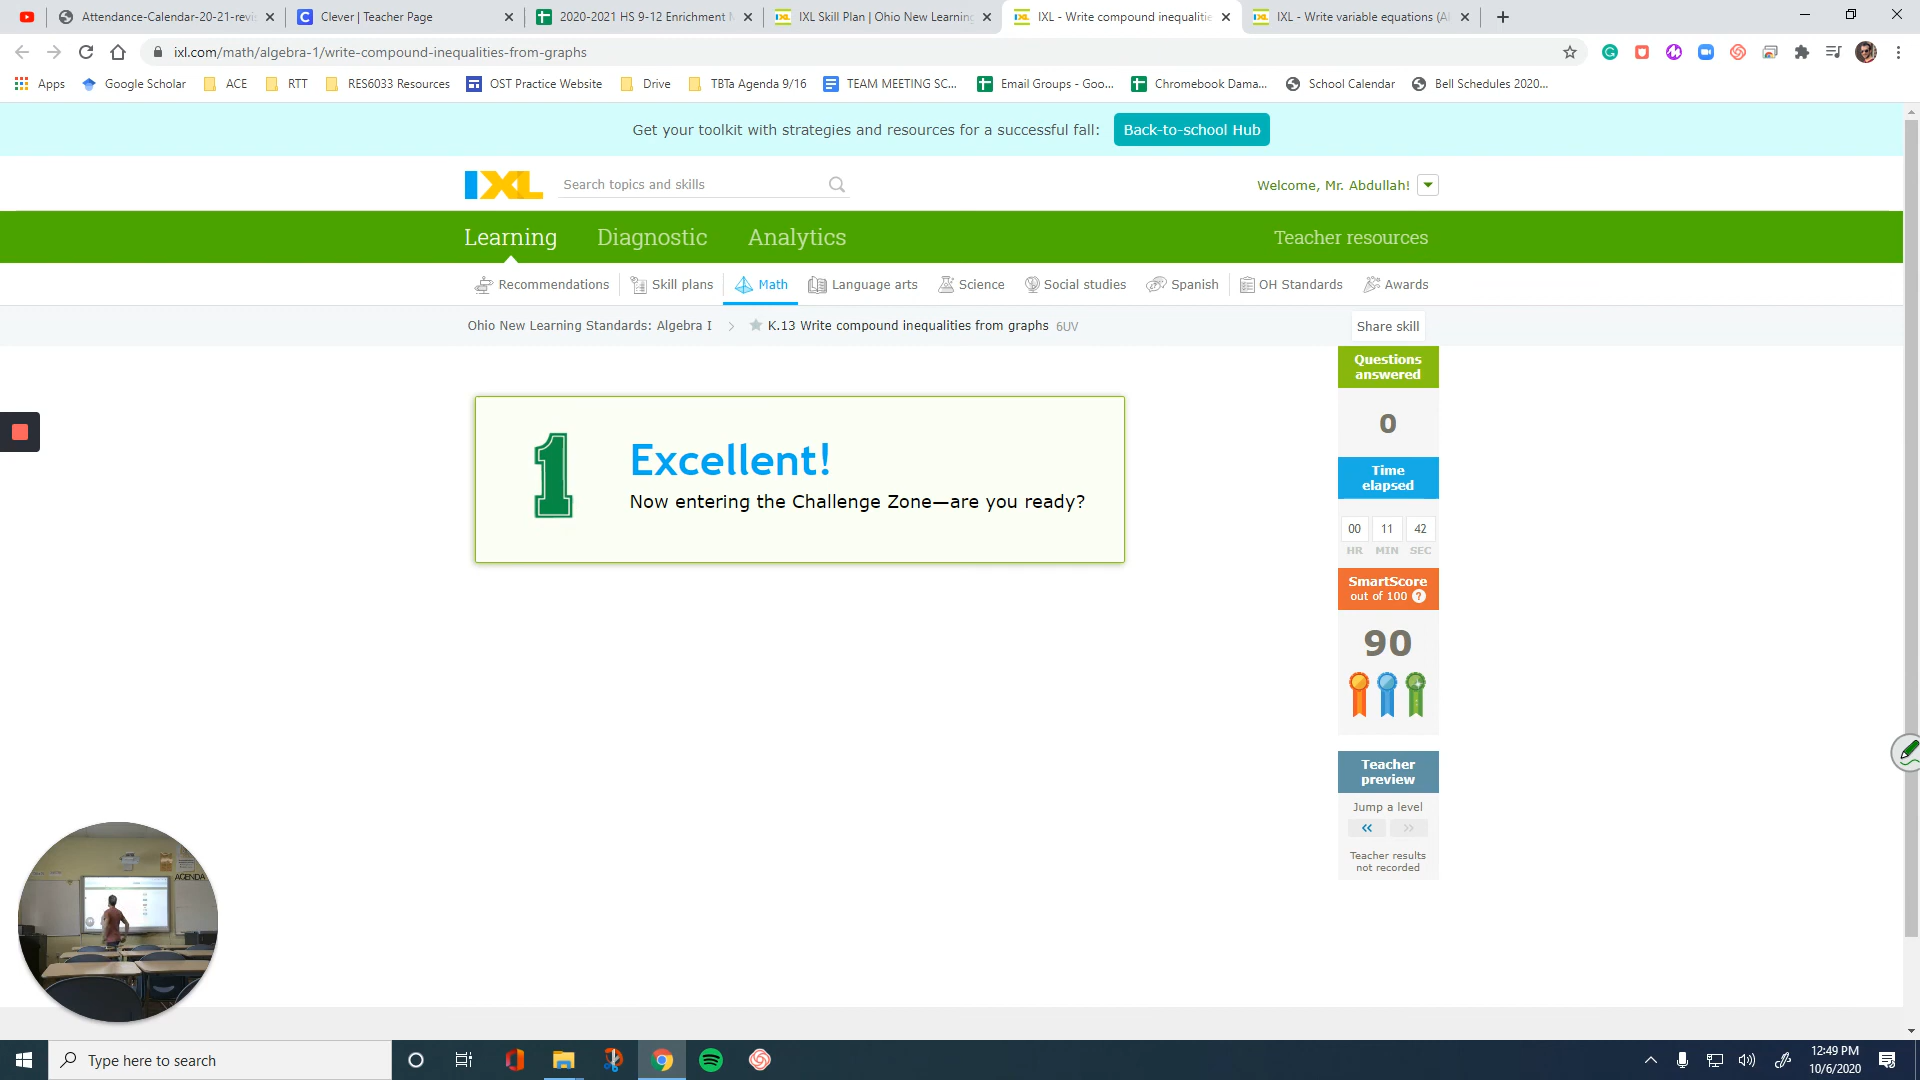 Attendance-Calendar-20-21-revis
Clever | Teacher Page
2020-2021 HS 9-12 Enrichment M
IXL Skill Plan | Ohio New Learning
IXL - Write compound inequalitie
IXL - Write variable equations (Al
ixl.com/math/algebra-1/write-compound-inequalities-from-graphs
Apps
Google Scholar
ACE
RTT
RES6033 Resources
OST Practice Website
Drive
TBTa Agenda 9/16
TEAM MEETING SC...
Email Groups - Goo...
Chromebook Dama...
School Calendar
Bell Schedules 2020...
Get your toolkit with strategies and resources for a successful fall:
Back-to-school Hub
IXL
Search topics and skills
Welcome, Mr. Abdullah!
Learning
Diagnostic
Analytics
Teacher resources
Recommendations
Skill plans
Math
Language arts
Science
Social studies
Spanish
OH Standards
Awards
Ohio New Learning Standards: Algebra I
K.13 Write compound inequalities from graphs 6UV
Share skill
Questions
answered
0
1
Excellent!
Now entering the Challenge Zone—are you ready?
Time
elapsed
00 11 42
HR MIN SEC
SmartScore
out of 100 ?
90
Teacher
preview
Jump a level
Teacher results
not recorded
AGENDA
Type here to search
12:49 PM
10/6/2020